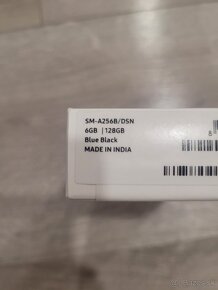 SM-A256B/DSN
6GB | 128GB
Blue Black
MADE IN INDIA